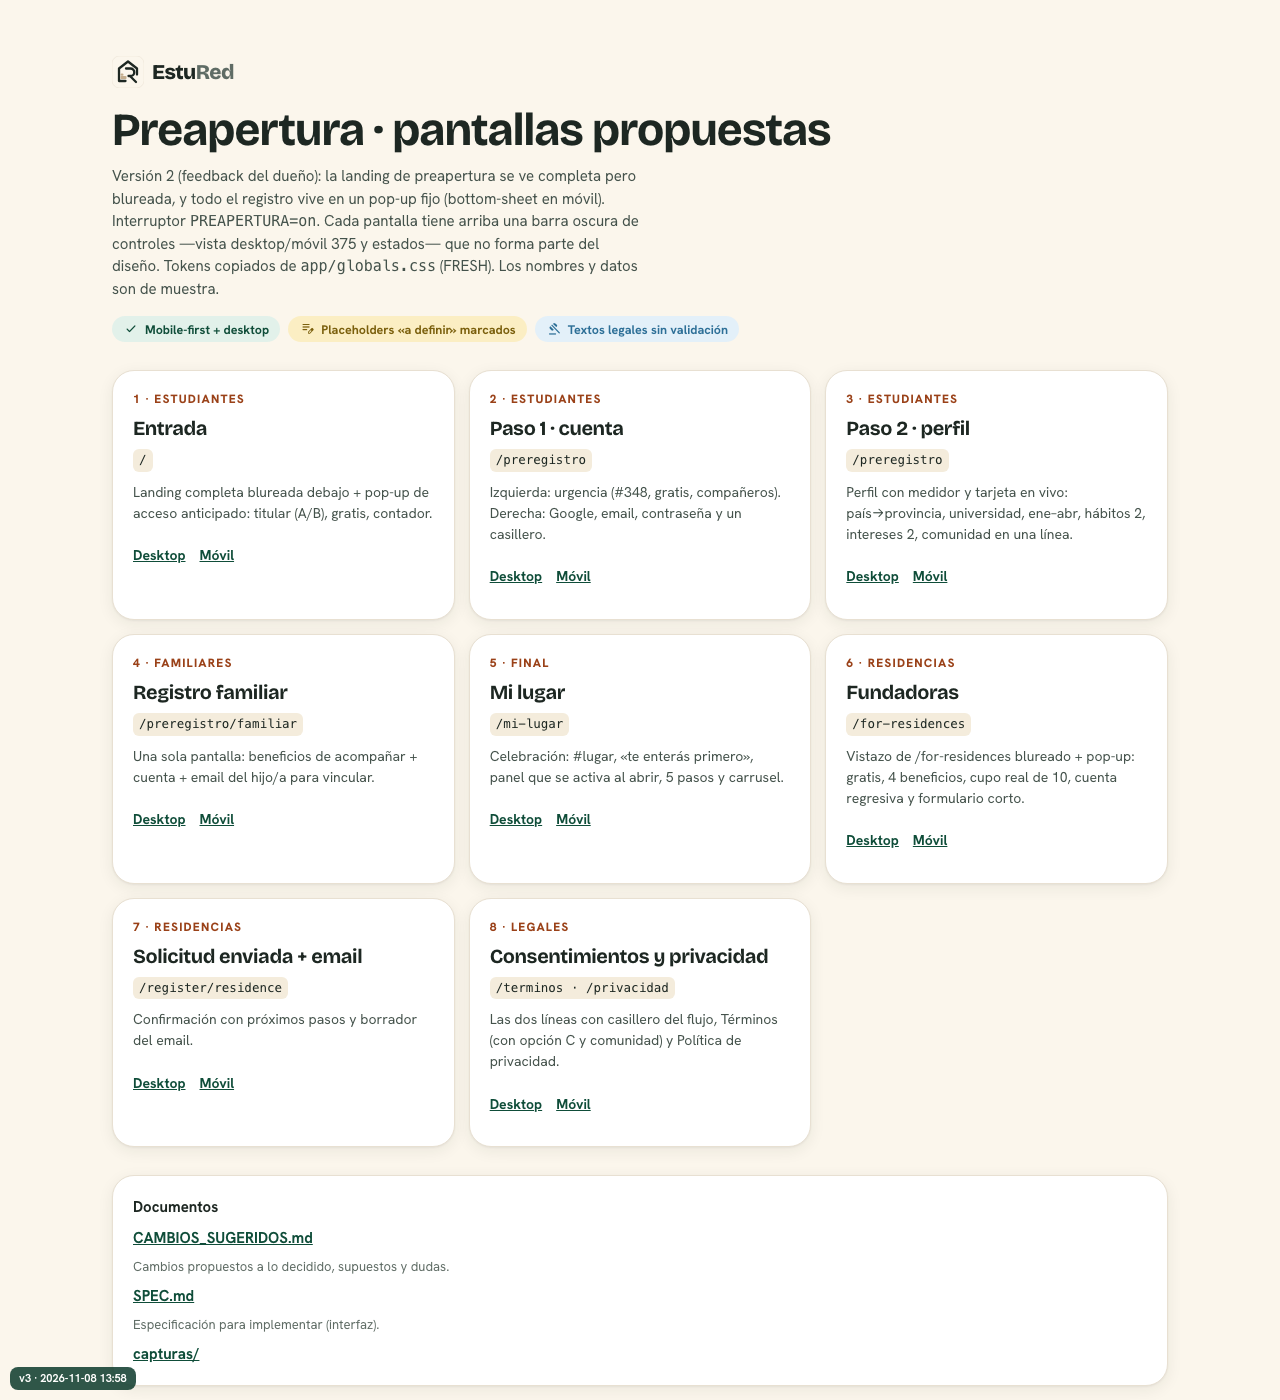 EstuRed
Preapertura · pantallas propuestas
Versión 2 (feedback del dueño): la landing de preapertura se ve completa pero
blureada, y todo el registro vive en un pop-up fijo (bottom-sheet en móvil).
Interruptor PREAPERTURA=on. Cada pantalla tiene arriba una barra oscura de
controles —vista desktop/móvil 375 y estados— que no forma parte del
diseño. Tokens copiados de app/globals.css (FRESH). Los nombres y datos
son de muestra.
Mobile-first + desktop
Placeholders «a definir» marcados
Textos legales sin validación
1 · ESTUDIANTES
Entrada
/
Landing completa blureada debajo + pop-up de
acceso anticipado: titular (A/B), gratis, contador.
Desktop Móvil
2 · ESTUDIANTES
Paso 1 · cuenta
/preregistro
Izquierda: urgencia (#348, gratis, compañeros).
Derecha: Google, email, contraseña y un
casillero.
Desktop Móvil
3 · ESTUDIANTES
Paso 2 · perfil
/preregistro
Perfil con medidor y tarjeta en vivo:
país→provincia, universidad, ene–abr, hábitos 2,
intereses 2, comunidad en una línea.
Desktop Móvil
4 · FAMILIARES
Registro familiar
/preregistro/familiar
Una sola pantalla: beneficios de acompañar +
cuenta + email del hijo/a para vincular.
Desktop Móvil
5 · FINAL
Mi lugar
/mi-lugar
Celebración: #lugar, «te enterás primero»,
panel que se activa al abrir, 5 pasos y carrusel.
Desktop Móvil
6 · RESIDENCIAS
Fundadoras
/for-residences
Vistazo de /for-residences blureado + pop-up:
gratis, 4 beneficios, cupo real de 10, cuenta
regresiva y formulario corto.
Desktop Móvil
7 · RESIDENCIAS
Solicitud enviada + email
/register/residence
Confirmación con próximos pasos y borrador
del email.
Desktop Móvil
8 · LEGALES
Consentimientos y privacidad
/terminos · /privacidad
Las dos líneas con casillero del flujo, Términos
(con opción C y comunidad) y Política de
privacidad.
Desktop Móvil
Documentos
CAMBIOS_SUGERIDOS.md
Cambios propuestos a lo decidido, supuestos y dudas.
SPEC.md
Especificación para implementar (interfaz).
capturas/
v3 · 2026-11-08 13:58